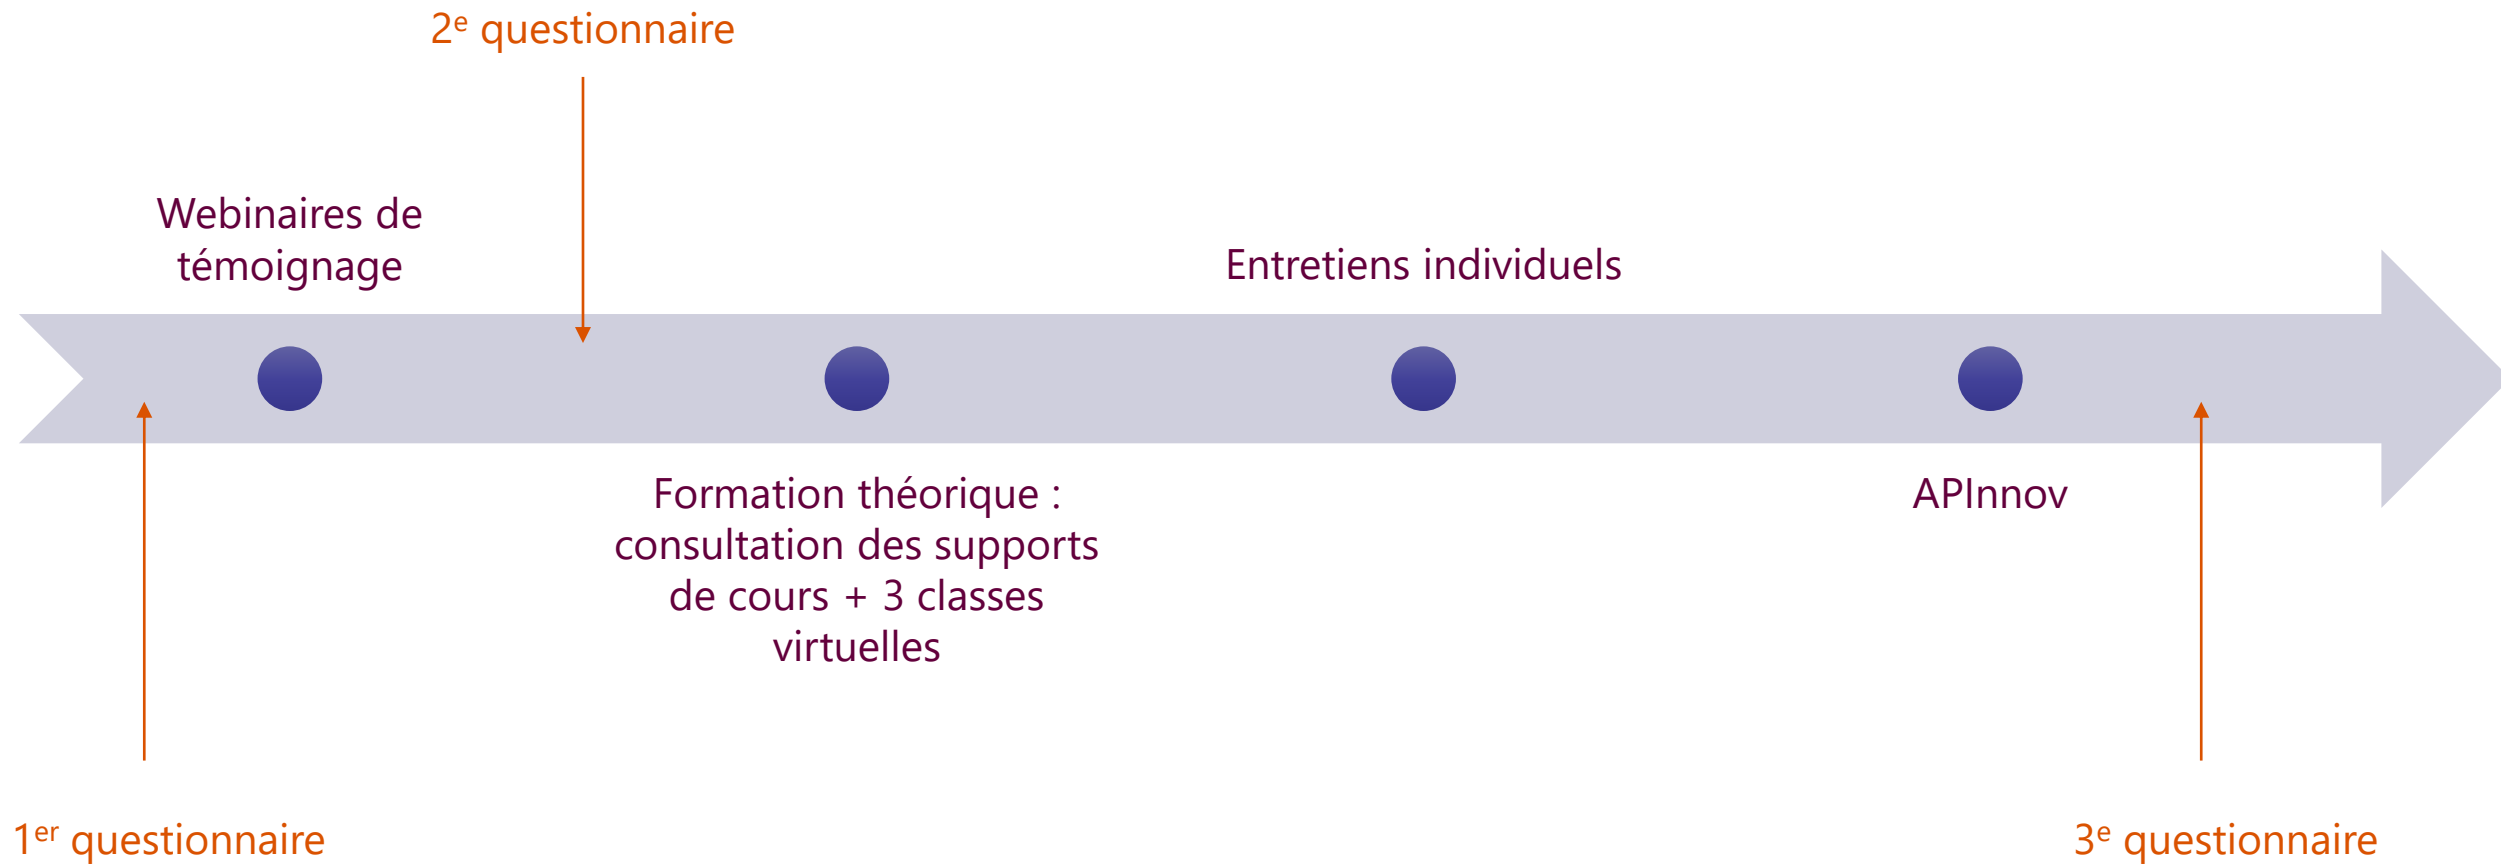 2e questionnaire
Webinaires de
témoignage
Entretiens individuels
Formation théorique :
consultation des supports
de cours + 3 classes
virtuelles
APInnov
1er questionnaire
3e questionnaire